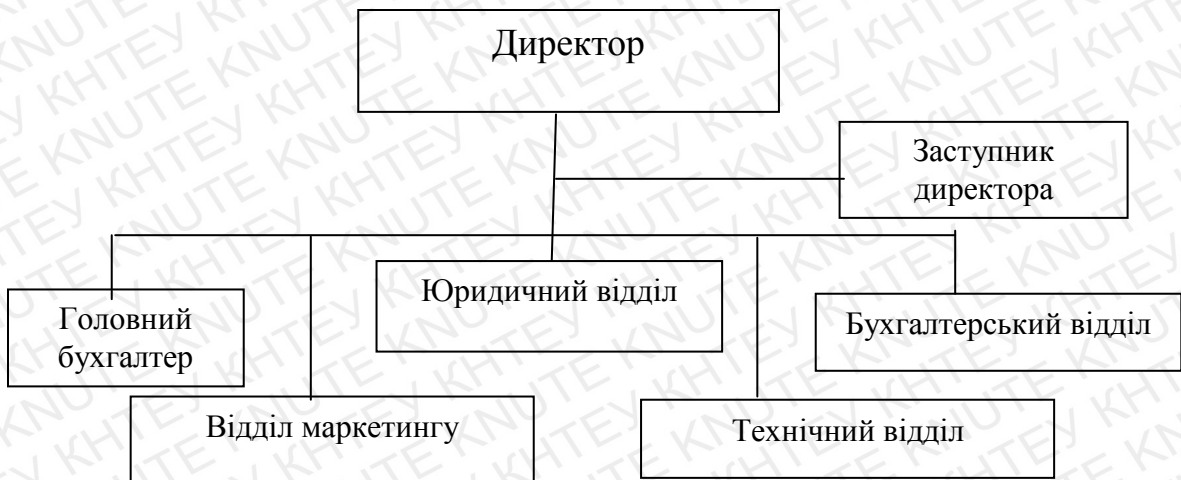 Директор
Заступник
директора
Юридичний відділ
Головний
бухгалтер
Бухгалтерський відділ
Відділ маркетингу
Технічний відділ